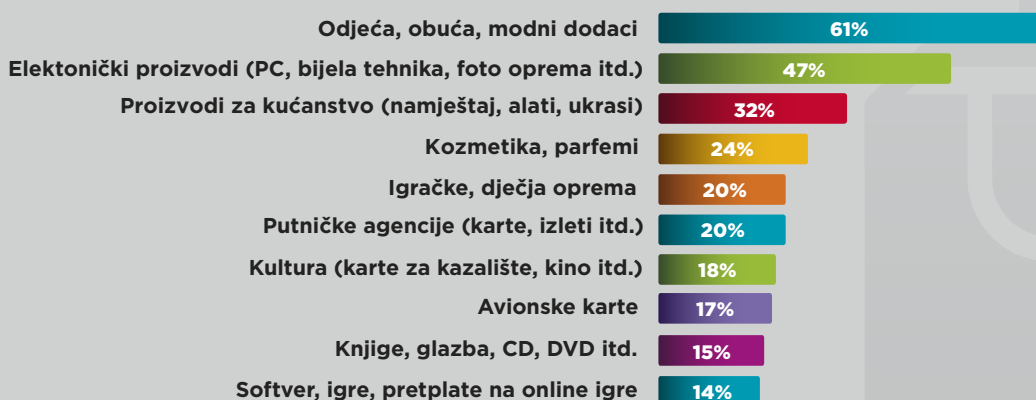 Odjeća, obuća, modni dodaci 61%
Elektonički proizvodi (PC, bijela tehnika, foto oprema itd.) 47%
Proizvodi za kućanstvo (namještaj, alati, ukrasi) 32%
Kozmetika, parfemi 24%
Igračke, dječja oprema 20%
Putničke agencije (karte, izleti itd.) 20%
Kultura (karte za kazalište, kino itd.) 18%
Avionske karte 17%
Knjige, glazba, CD, DVD itd. 15%
Softver, igre, pretplate na online igre 14%